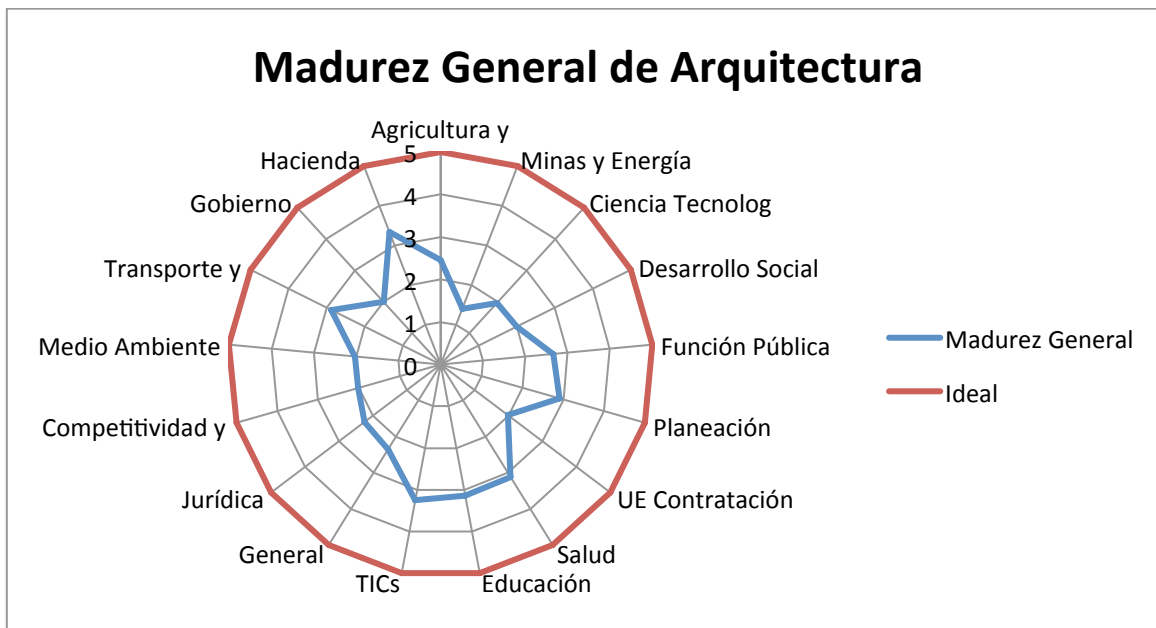 Madurez General de Arquitectura
Agricultura y
Hacienda
5
Minas y Energía
Gobierno
4
Ciencia Tecnolog
Transporte y
3
Desarrollo Social
2
Medio Ambiente
1
Función Pública
Madurez General
0
Ideal
Competitividad y
Planeación
Jurídica
UE Contratación
General
Salud
TICs
Educación